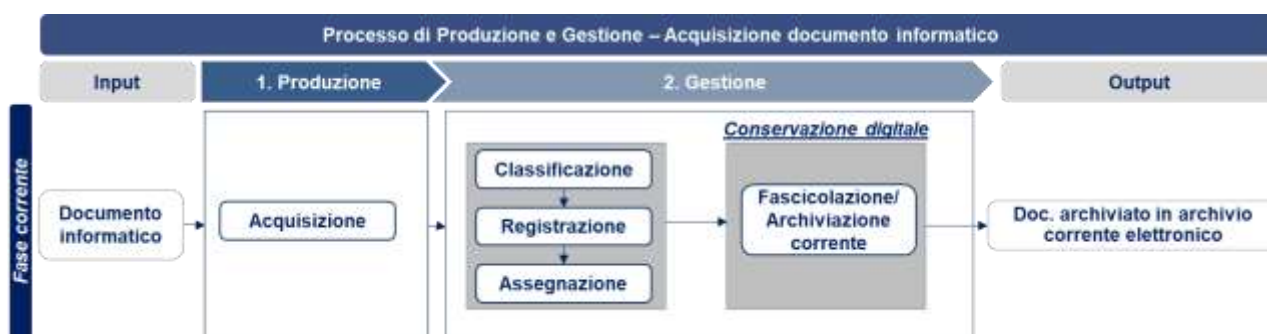 Processo di Produzione e Gestione – Acquisizione documento informatico
Input
1. Produzione
2. Gestione
Output
Fase corrente
Documento
informatico
Acquisizione
Classificazione
Registrazione
Assegnazione
Conservazione digitale
Fascicolazione/
Archiviazione
corrente
Doc. archiviato in archivio
corrente elettronico